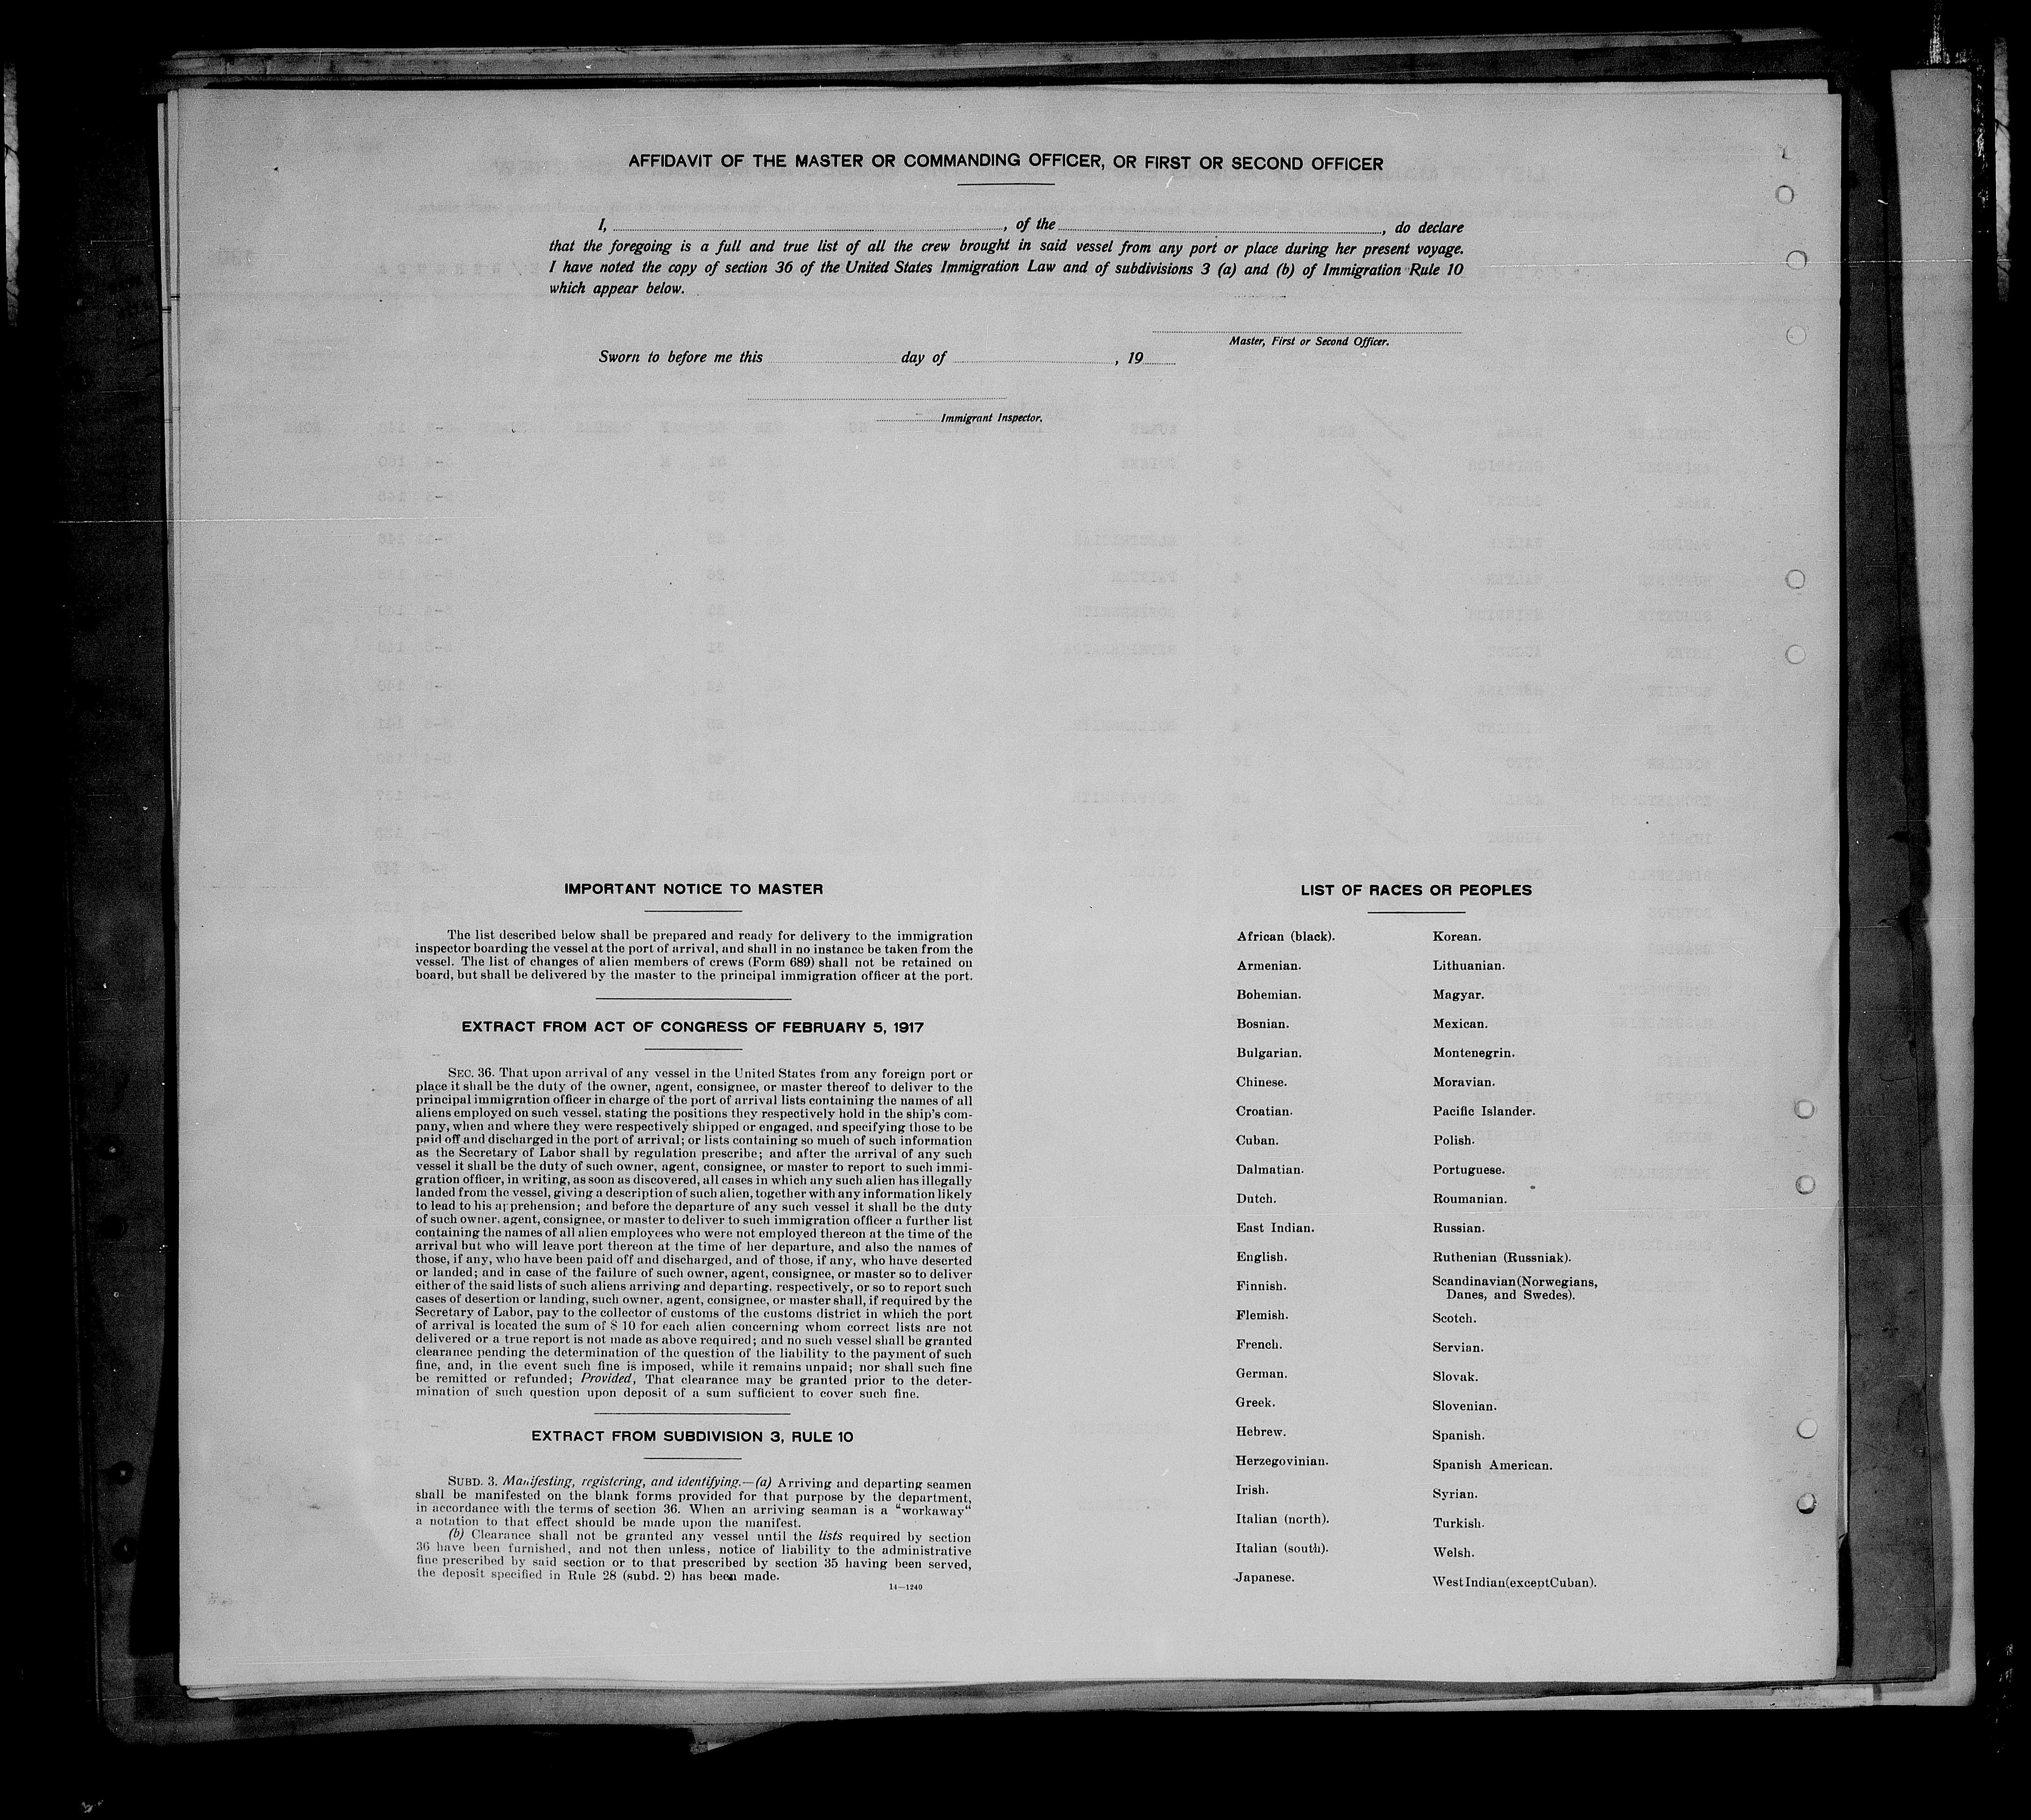 AFFIDAVIT OF THE MASTER OR COMMANDING OFFICER, OR FIRST OR SECOND OFFICER
I, , of the , do declare
that the foregoing is a full and true list of all the crew brought in said vessel from any port or place during her present voyage.
I have noted the copy of section 36 of the United States Immigration Law and of subdivisions 3 (a) and (b) of Immigration Rule 10
which appear below.
Master, First or Second Officer.
Sworn to before me this day of , 19
Immigrant Inspector.
IMPORTANT NOTICE TO MASTER
The list described below shall be prepared and ready for delivery to the immigration
inspector boarding the vessel at the port of arrival, and shall in no instance be taken from the
vessel. The list of changes of alien members of crews (Form 689) shall not be retained on
board, but shall be delivered by the master to the principal immigration officer at the port.
EXTRACT FROM ACT OF CONGRESS OF FEBRUARY 5, 1917
SEC. 36. That upon arrival of any vessel in the United States from any foreign port or
place it shall be the duty of the owner, agent, consignee, or master thereof to deliver to the
principal immigration officer in charge of the port of arrival lists containing the names of all
aliens employed on such vessel, stating the positions they respectively hold in the ship's com-
pany, when and where they were respectively shipped or engaged, and specifying those to be
paid off and discharged in the port of arrival; or lists containing so much of such information
as the Secretary of Labor shall by regulation prescribe; and after the arrival of any such
vessel it shall be the duty of such owner, agent, consignee, or master to report to such immi-
gration officer, in writing, as soon as discovered, all cases in which any such alien has illegally
landed from the vessel, giving a description of such alien, together with any information likely
to lead to his apprehension; and before the departure of any such vessel it shall be the duty
of such owner, agent, consignee, or master to deliver to such immigration officer a further list
containing the names of all alien employees who were not employed thereon at the time of the
arrival but who will leave port thereon at the time of her departure, and also the names of
those, if any, who have been paid off and discharged, and of those, if any, who have deserted
or landed; and in case of the failure of such owner, agent, consignee, or master so to deliver
either of the said lists of such aliens arriving and departing, respectively, or so to report such
cases of desertion or landing, such owner, agent, consignee, or master shall, if required by the
Secretary of Labor, pay to the collector of customs of the customs district in which the port
of arrival is located the sum of $ 10 for each alien concerning whom correct lists are not
delivered or a true report is not made as above required; and no such vessel shall be granted
clearance pending the determination of the question of the liability to the payment of such
fine, and, in the event such fine is imposed, while it remains unpaid; nor shall such fine
be remitted or refunded; Provided, That clearance may be granted prior to the deter-
mination of such question upon deposit of a sum sufficient to cover such fine.
EXTRACT FROM SUBDIVISION 3, RULE 10
SUBD. 3. Manifesting, registering, and identifying.—(a) Arriving and departing seamen
shall be manifested on the blank forms provided for that purpose by the department,
in accordance with the terms of section 36. When an arriving seaman is a "workaway"
a notation to that effect should be made upon the manifest.
(b) Clearance shall not be granted any vessel until the lists required by section
36 have been furnished, and not then unless, notice of liability to the administrative
fine prescribed by said section or to that prescribed by section 35 having been served,
the deposit specified in Rule 28 (subd. 2) has been made.
14—1240
LIST OF RACES OR PEOPLES
African (black).
Armenian.
Bohemian.
Bosnian.
Bulgarian.
Chinese.
Croatian.
Cuban.
Dalmatian.
Dutch.
East Indian.
English.
Finnish.
Flemish.
French.
German.
Greek.
Hebrew.
Herzegovinian.
Irish.
Italian (north).
Italian (south).
Japanese.
Korean.
Lithuanian.
Magyar.
Mexican.
Montenegrin.
Moravian.
Pacific Islander.
Polish.
Portuguese.
Roumanian.
Russian.
Ruthenian (Russniak).
Scandinavian (Norwegians,
Danes, and Swedes).
Scotch.
Servian.
Slovak.
Slovenian.
Spanish.
Spanish American.
Syrian.
Turkish.
Welsh.
West Indian (except Cuban).